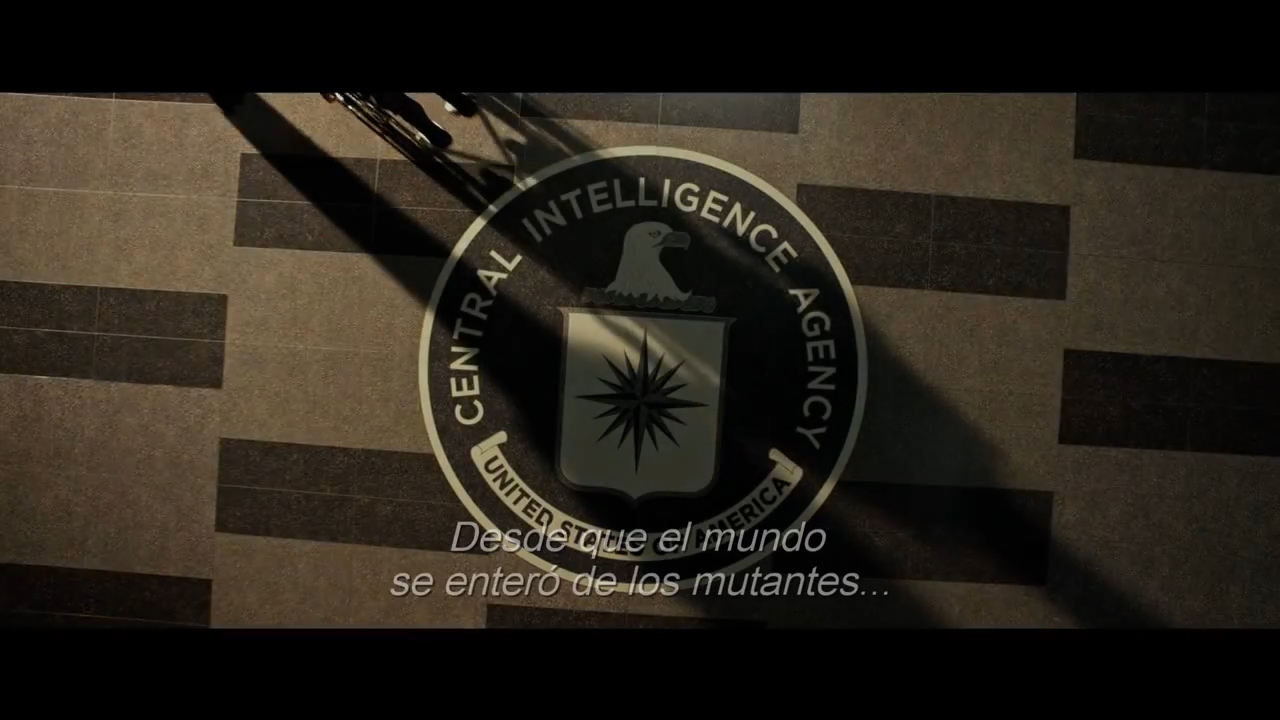 CENTRAL INTELLIGENCE AGENCY
UNITED STATES OF AMERICA
Desde que el mundo
se enteró de los mutantes...